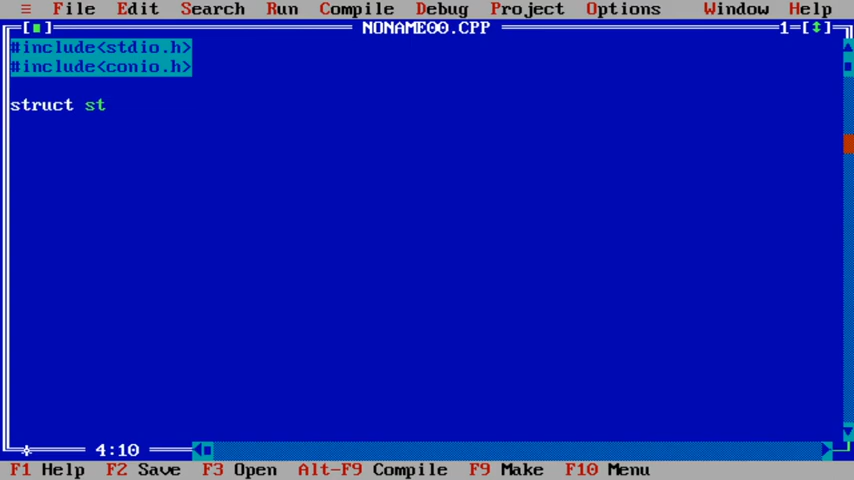 ≡ File Edit Search Run Compile Debug Project Options Window Help
[■] NONAME00.CPP 1=[↕]
#include<stdio.h>
#include<conio.h>
struct st
* 4:10
F1 Help F2 Save F3 Open Alt-F9 Compile F9 Make F10 Menu